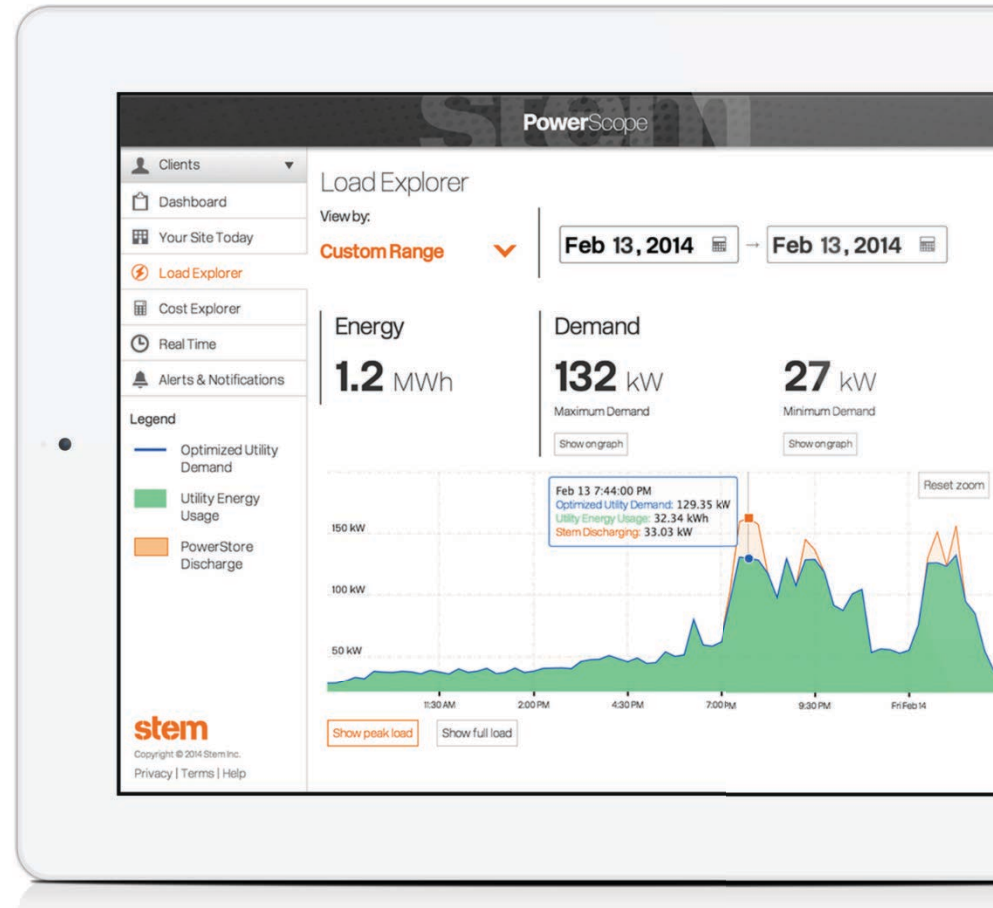 stem
PowerScope
Clients
Dashboard
Your Site Today
Load Explorer
Cost Explorer
Real Time
Alerts & Notifications
Legend
Optimized Utility
Demand
Utility Energy
Usage
PowerStore
Discharge
stem
Copyright © 2014 Stem Inc.
Privacy | Terms | Help
Load Explorer
View by:
Custom Range
Feb 13, 2014 → Feb 13, 2014
Energy
1.2 MWh
Demand
132 kW
Maximum Demand
Show on graph
27 kW
Minimum Demand
Show on graph
Reset zoom
Feb 13 7:44:00 PM
Optimized Utility Demand: 129.35 kW
Utility Energy Usage: 32.34 kWh
Stem Discharging: 33.03 kW
150 kW
100 kW
50 kW
11:30 AM 2:00 PM 4:30 PM 7:00 PM 9:30 PM Fri Feb 14
Show peak load Show full load